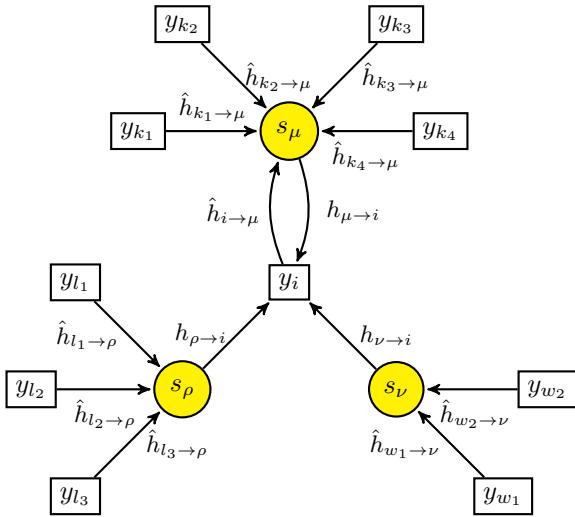 y_{k_2} y_{k_3}
ĥ_{k_2→μ} ĥ_{k_3→μ}
ĥ_{k_1→μ}
y_{k_1} s_μ y_{k_4}
ĥ_{k_4→μ}
ĥ_{i→μ} h_{μ→i}
y_{l_1} y_i
ĥ_{l_1→ρ} h_{ρ→i} h_{ν→i}
y_{l_2} s_ρ s_ν y_{w_2}
ĥ_{l_2→ρ} ĥ_{w_2→ν}
ĥ_{l_3→ρ} ĥ_{w_1→ν}
y_{l_3} y_{w_1}